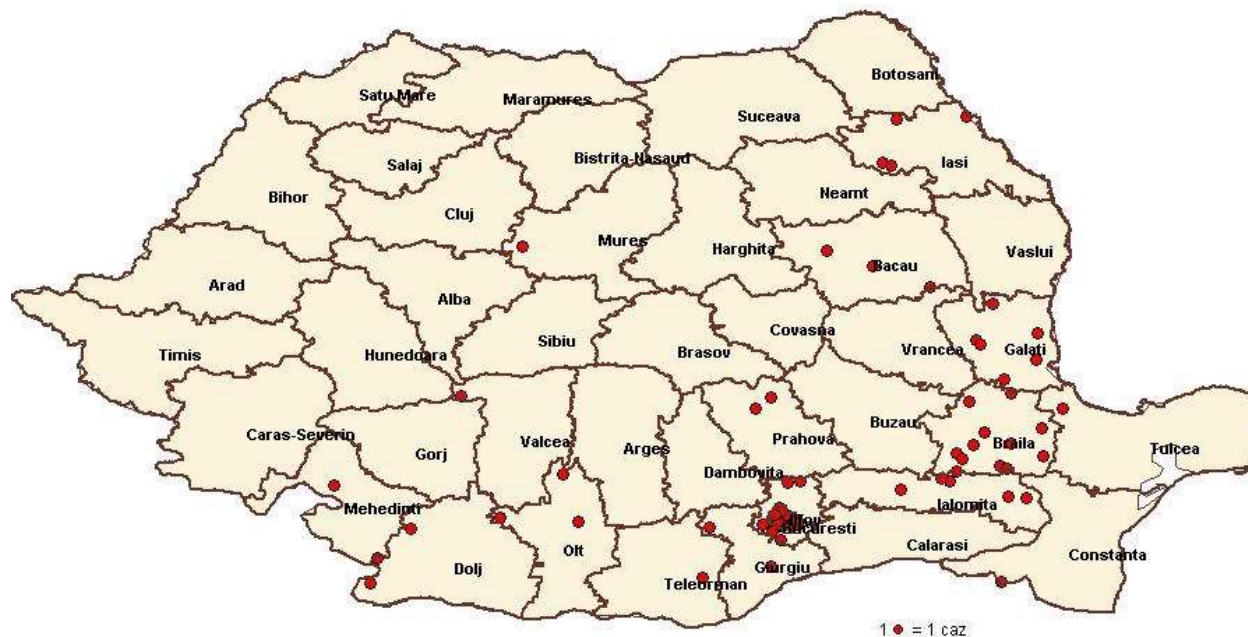 Botosani
Satu Mare
Maramures
Suceava
Salaj
Bistrita-Nasaud
Iasi
Bihor
Neamt
Cluj
Mures
Harghita
Vaslui
Bacau
Arad
Alba
Covasna
Timis
Hunedoara
Sibiu
Brasov
Vrancea
Galati
Caras-Severin
Gorj
Valcea
Arges
Prahova
Buzau
Braila
Tulcea
Dambovita
Mehedinti
Ialomita
Ilfov
Bucuresti
Olt
Calarasi
Constanta
Dolj
Teleorman
Giurgiu
1 = 1 caz